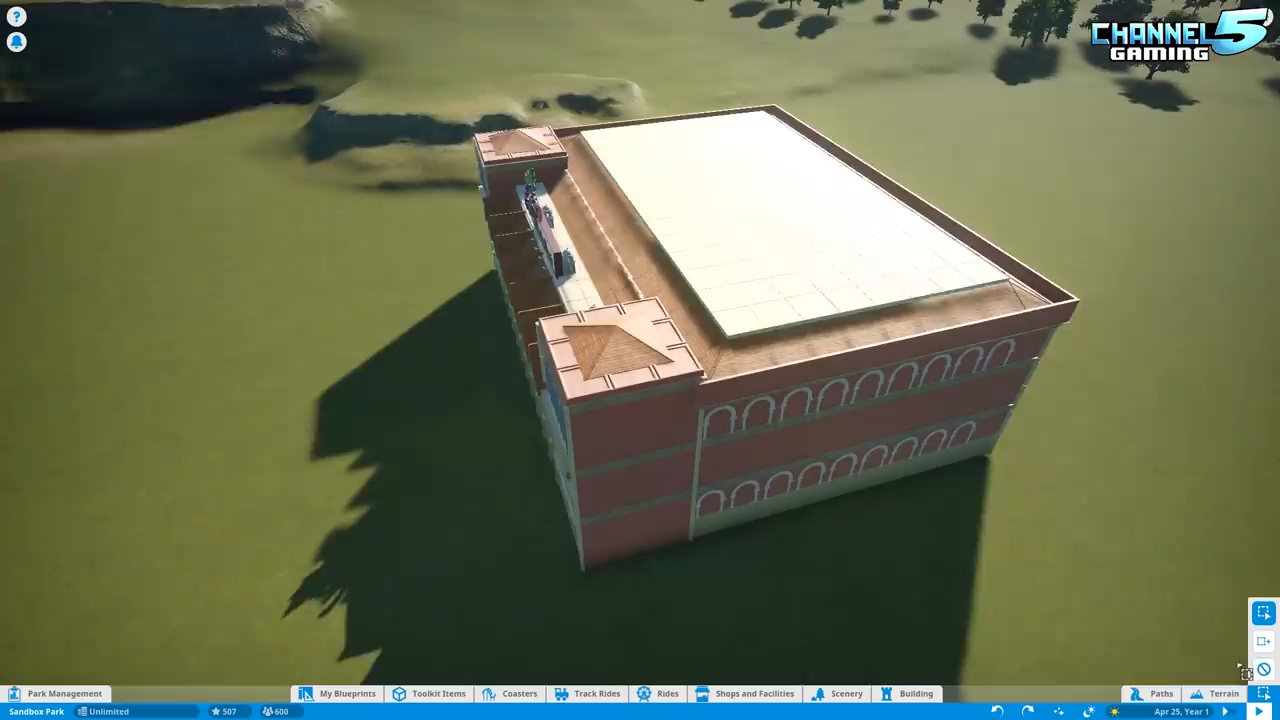 ?
CHANNEL 5
GAMING
Park Management
My Blueprints
Toolkit Items
Coasters
Track Rides
Rides
Shops and Facilities
Scenery
Building
Paths
Terrain
Sandbox Park
Unlimited
507
600
Apr 25, Year 1